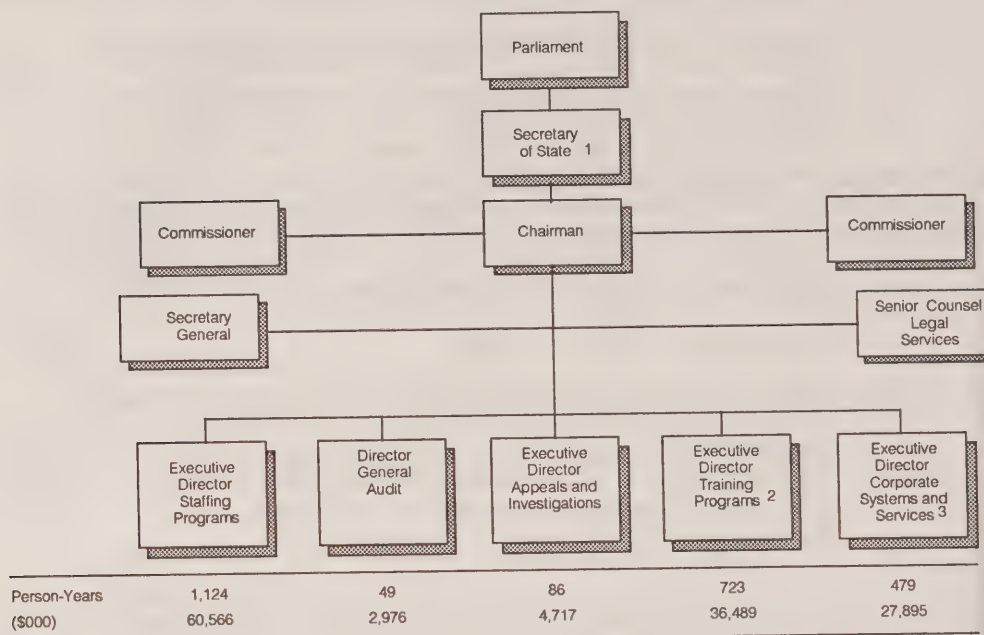 Parliament
Secretary
of State 1
Commissioner
Chairman
Commissioner
Secretary
General
Senior Counsel
Legal
Services
Executive
Director
Staffing
Programs
Director
General
Audit
Executive
Director
Appeals and
Investigations
Executive
Director
Training
Programs 2
Executive
Director
Corporate
Systems and
Services 3
Person-Years 1,124 49 86 723 479
($000) 60,566 2,976 4,717 36,489 27,895